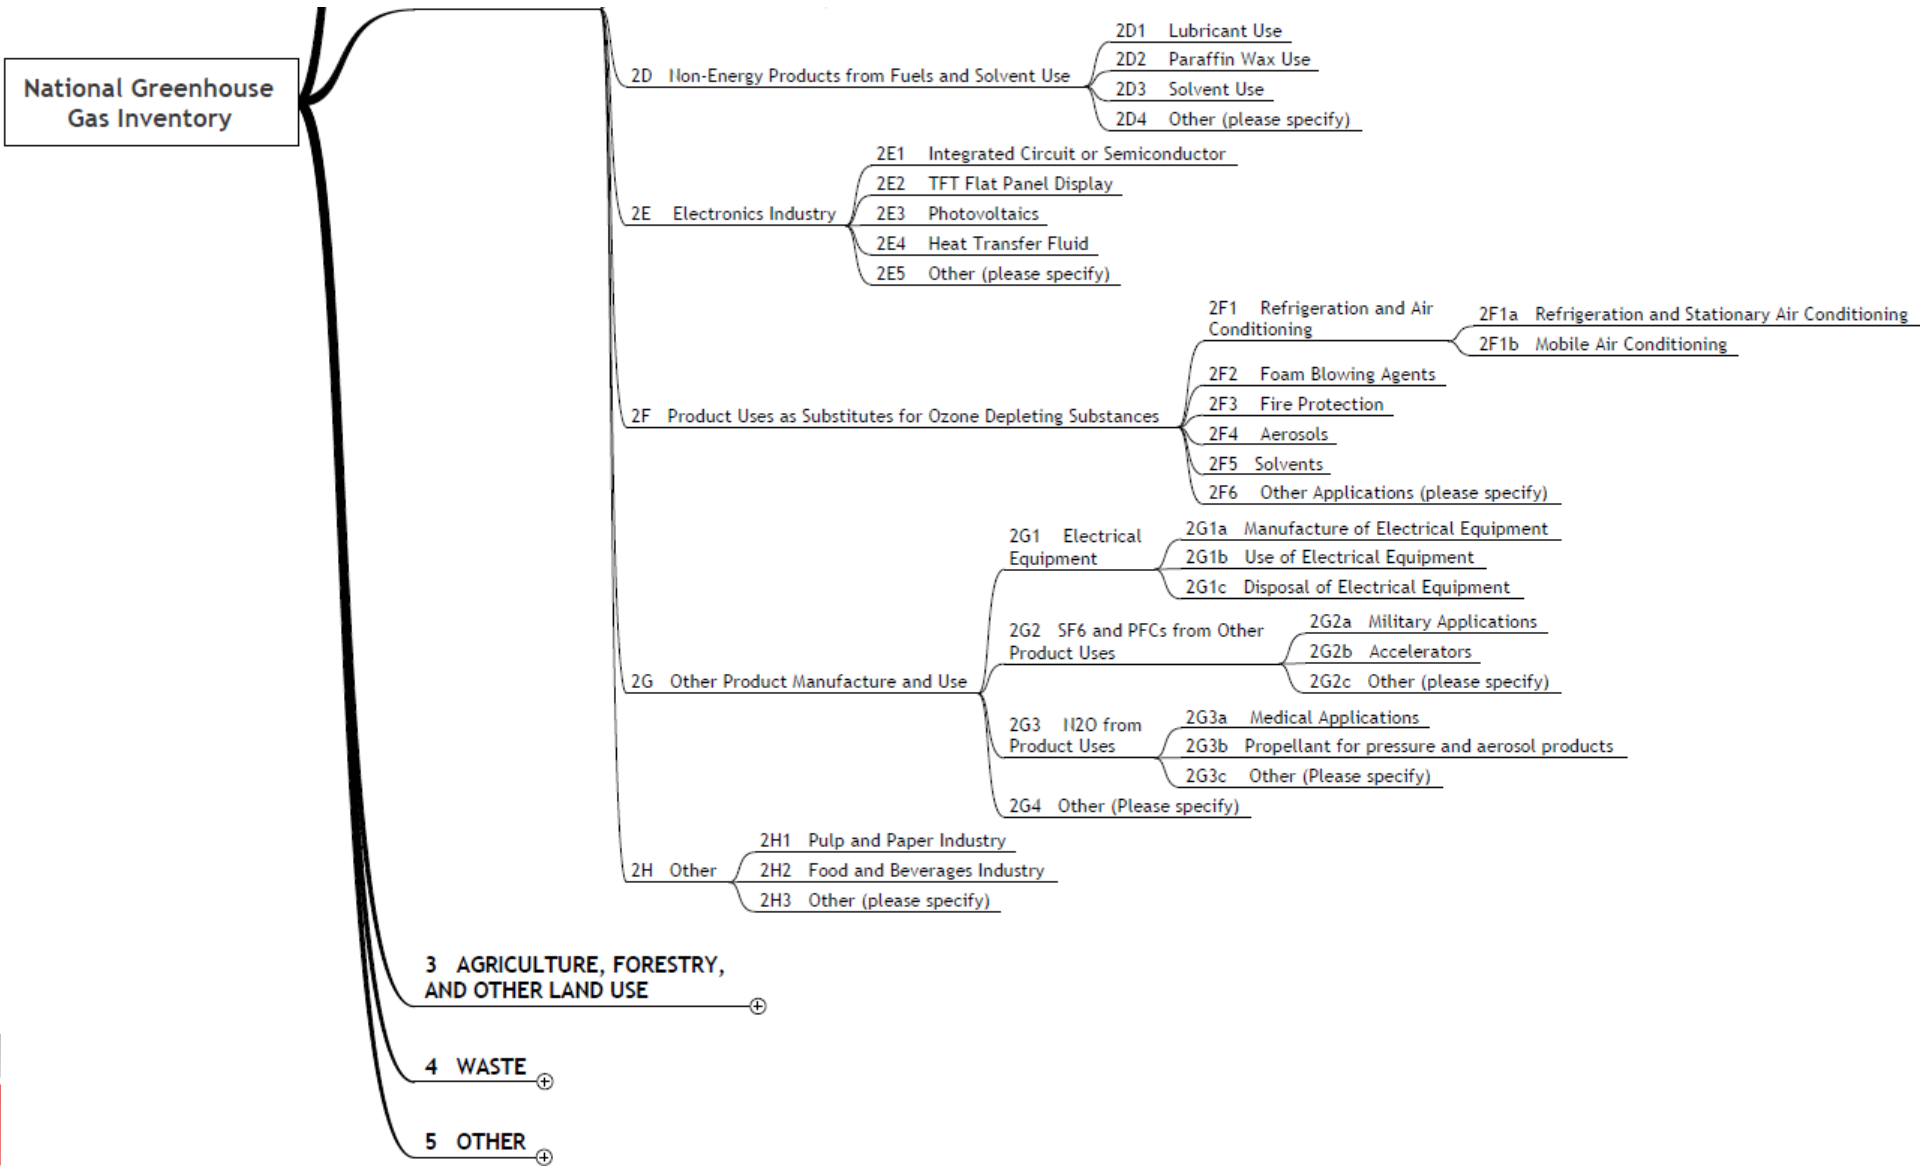 National Greenhouse
Gas Inventory
2D Non-Energy Products from Fuels and Solvent Use
2D1 Lubricant Use
2D2 Paraffin Wax Use
2D3 Solvent Use
2D4 Other (please specify)
2E Electronics Industry
2E1 Integrated Circuit or Semiconductor
2E2 TFT Flat Panel Display
2E3 Photovoltaics
2E4 Heat Transfer Fluid
2E5 Other (please specify)
2F Product Uses as Substitutes for Ozone Depleting Substances
2F1 Refrigeration and Air
Conditioning
2F1a Refrigeration and Stationary Air Conditioning
2F1b Mobile Air Conditioning
2F2 Foam Blowing Agents
2F3 Fire Protection
2F4 Aerosols
2F5 Solvents
2F6 Other Applications (please specify)
2G Other Product Manufacture and Use
2G1 Electrical
Equipment
2G1a Manufacture of Electrical Equipment
2G1b Use of Electrical Equipment
2G1c Disposal of Electrical Equipment
2G2 SF6 and PFCs from Other
Product Uses
2G2a Military Applications
2G2b Accelerators
2G2c Other (please specify)
2G3 N2O from
Product Uses
2G3a Medical Applications
2G3b Propellant for pressure and aerosol products
2G3c Other (Please specify)
2G4 Other (Please specify)
2H Other
2H1 Pulp and Paper Industry
2H2 Food and Beverages Industry
2H3 Other (please specify)
3 AGRICULTURE, FORESTRY,
AND OTHER LAND USE
4 WASTE
5 OTHER